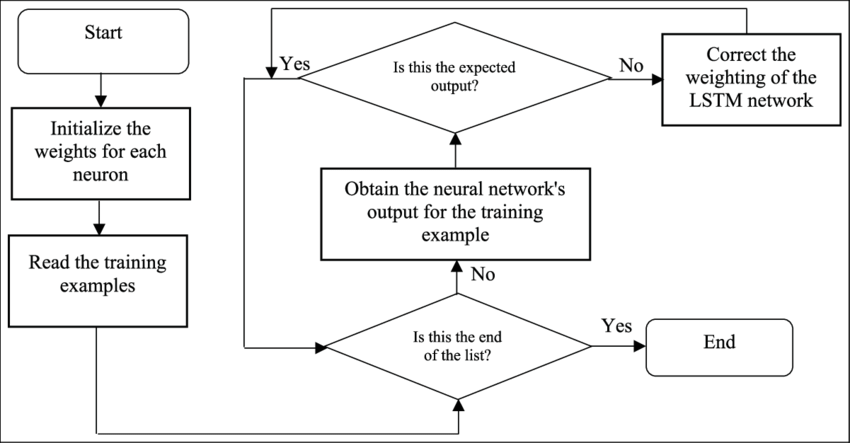 Start
Initialize the
weights for each
neuron
Read the training
examples
Is this the end
of the list?
No
Yes
End
Obtain the neural network's
output for the training
example
Is this the expected
output?
Yes
No
Correct the
weighting of the
LSTM network